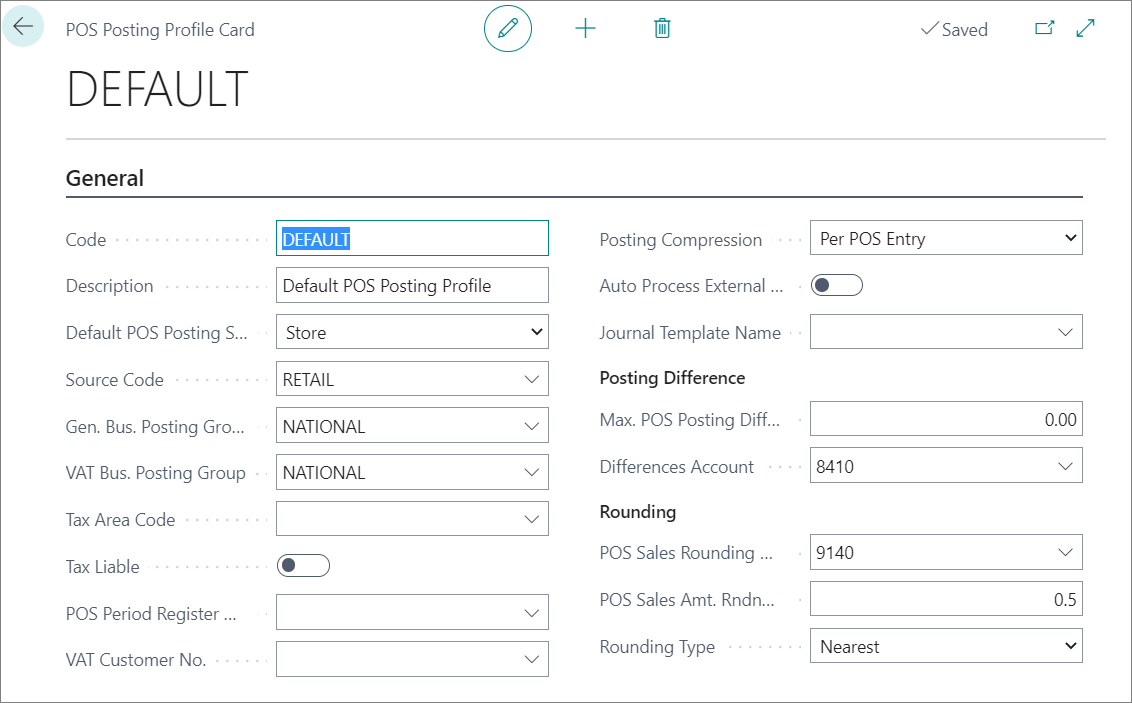 POS Posting Profile Card
Saved
DEFAULT
General
Code
DEFAULT
Description
Default POS Posting Profile
Default POS Posting S...
Store
Source Code
RETAIL
Gen. Bus. Posting Gro...
NATIONAL
VAT Bus. Posting Group
NATIONAL
Tax Area Code
Tax Liable
POS Period Register ...
VAT Customer No.
Posting Compression
Per POS Entry
Auto Process External ...
Journal Template Name
Posting Difference
Max. POS Posting Diff...
0.00
Differences Account
8410
Rounding
POS Sales Rounding ...
9140
POS Sales Amt. Rndn...
0.5
Rounding Type
Nearest